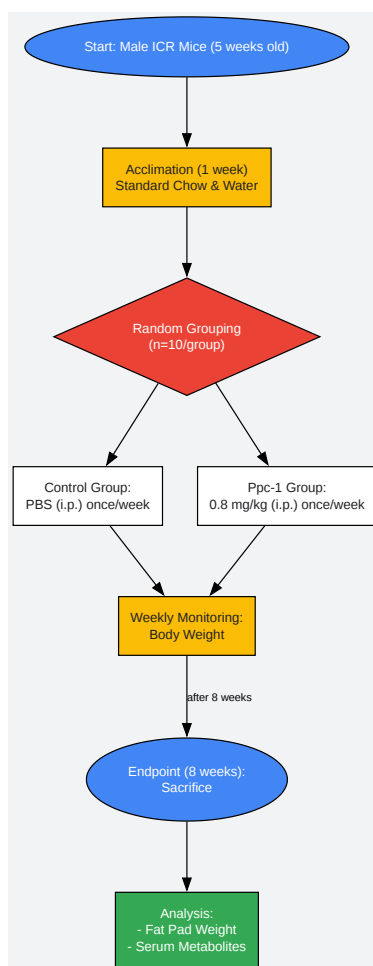 Start: Male ICR Mice (5 weeks old)
Acclimation (1 week)
Standard Chow & Water
Random Grouping
(n=10/group)
Control Group:
PBS (i.p.) once/week
Ppc-1 Group:
0.8 mg/kg (i.p.) once/week
Weekly Monitoring:
Body Weight
after 8 weeks
Endpoint (8 weeks):
Sacrifice
Analysis:
- Fat Pad Weight
- Serum Metabolites